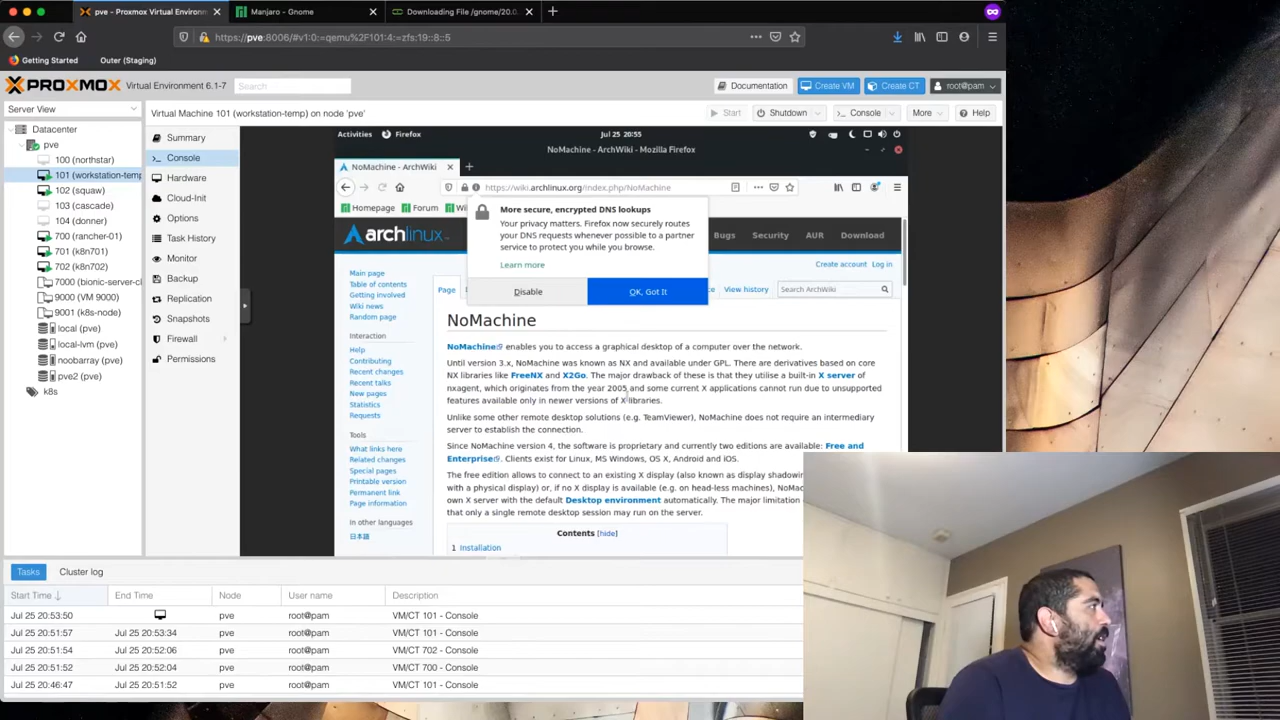 pve - Proxmox Virtual Environm
Manjaro - Gnome
Downloading File /gnome/20.0.
https://pve:8006/#v1:0:=qemu%2F101:4:=zfs:19::8::5
Getting Started
Outer (Staging)
PROXMOX
Virtual Environment 6.1-7
Search
Documentation
Create VM
Create CT
root@pam
Server View
Virtual Machine 101 (workstation-temp) on node 'pve'
Start
Shutdown
Console
More
Help
Datacenter
pve
100 (northstar)
101 (workstation-temp
102 (squaw)
103 (cascade)
104 (donner)
700 (rancher-01)
701 (k8n701)
702 (k8n702)
7000 (bionic-server-cl
9000 (VM 9000)
9001 (k8s-node)
local (pve)
local-lvm (pve)
noobarray (pve)
pve2 (pve)
k8s
Summary
Console
Hardware
Cloud-Init
Options
Task History
Monitor
Backup
Replication
Snapshots
Firewall
Permissions
Activities
Firefox
Jul 25 20:55
NoMachine - ArchWiki - Mozilla Firefox
NoMachine - ArchWiki
https://wiki.archlinux.org/index.php/NoMachine
Homepage
Forum
Wi
More secure, encrypted DNS lookups
Your privacy matters. Firefox now securely routes
your DNS requests whenever possible to a partner
service to protect you while you browse.
Learn more
Disable
OK, Got It
archlinux
Bugs
Security
AUR
Download
Create account
Log in
Page
View history
Search ArchWiki
Main page
Table of contents
Getting involved
Wiki news
Random page
Interaction
Help
Contributing
Recent changes
Recent talks
New pages
Statistics
Requests
Tools
What links here
Related changes
Special pages
Printable version
Permanent link
Page information
In other languages
日本語
NoMachine
NoMachine enables you to access a graphical desktop of a computer over the network.
Until version 3.x, NoMachine was known as NX and available under GPL. There are derivatives based on core
NX libraries like FreeNX and X2Go. The major drawback of these is that they utilise a built-in X server of
nxagent, which originates from the year 2005 and some current X applications cannot run due to unsupported
features available only in newer versions of X libraries.
Unlike some other remote desktop solutions (e.g. TeamViewer), NoMachine does not require an intermediary
server to establish the connection.
Since NoMachine version 4, the software is proprietary and currently two editions are available: Free and
Enterprise. Clients exist for Linux, MS Windows, OS X, Android and iOS.
The free edition allows to connect to an existing X display (also known as display shadowin
with a physical display) or, if no X display is available (e.g. on head-less machines), NoMac
own X server with the default Desktop environment automatically. The major limitation
that only a single remote desktop session may run on the server.
Contents [hide]
1 Installation
Tasks
Cluster log
Start Time
End Time
Node
User name
Description
Jul 25 20:53:50
pve
root@pam
VM/CT 101 - Console
Jul 25 20:51:57
Jul 25 20:53:34
pve
root@pam
VM/CT 101 - Console
Jul 25 20:51:54
Jul 25 20:52:06
pve
root@pam
VM/CT 702 - Console
Jul 25 20:51:52
Jul 25 20:52:04
pve
root@pam
VM/CT 700 - Console
Jul 25 20:46:47
Jul 25 20:51:52
pve
root@pam
VM/CT 101 - Console